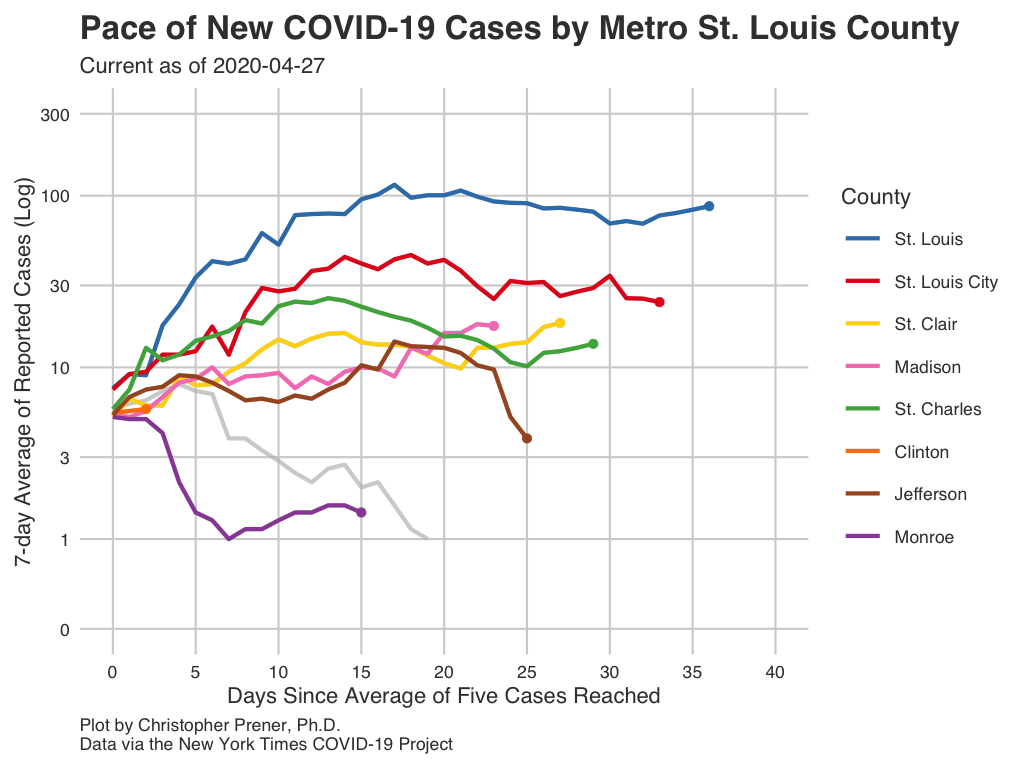 Pace of New COVID-19 Cases by Metro St. Louis County
Current as of 2020-04-27
7-day Average of Reported Cases (Log)
300
100
30
10
3
1
0
0 5 10 15 20 25 30 35 40
Days Since Average of Five Cases Reached
County
St. Louis
St. Louis City
St. Clair
Madison
St. Charles
Clinton
Jefferson
Monroe
Plot by Christopher Prener, Ph.D.
Data via the New York Times COVID-19 Project